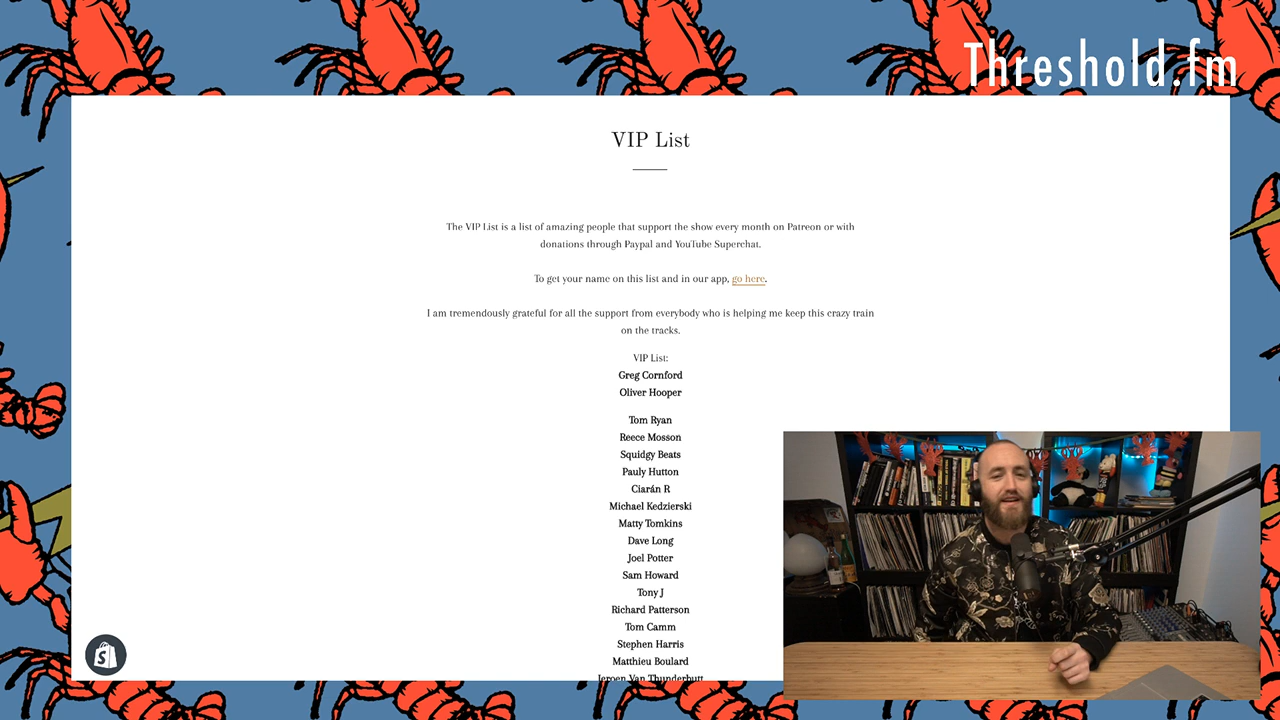 Threshold.fm
VIP List
The VIP List is a list of amazing people that support the show every month on Patreon or with
donations through Paypal and YouTube Superchat.
To get your name on this list and in our app, go here.
I am tremendously grateful for all the support from everybody who is helping me keep this crazy train
on the tracks.
VIP List:
Greg Cornford
Oliver Hooper
Tom Ryan
Reece Mosson
Squidgy Beats
Pauly Hutton
Ciarán R
Michael Kedzierski
Matty Tomkins
Dave Long
Joel Potter
Sam Howard
Tony J
Richard Patterson
Tom Camm
Stephen Harris
Matthieu Boulard
Jeroen Van Thunderbutt